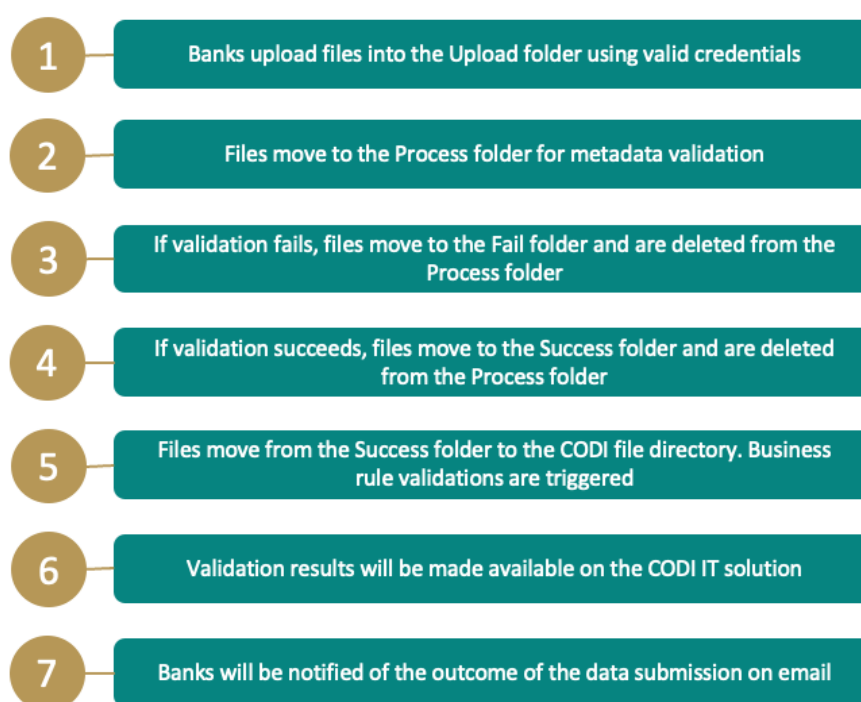 1
Banks upload files into the Upload folder using valid credentials
2
Files move to the Process folder for metadata validation
3
If validation fails, files move to the Fail folder and are deleted from the
Process folder
4
If validation succeeds, files move to the Success folder and are deleted
from the Process folder
5
Files move from the Success folder to the CODI file directory. Business
rule validations are triggered
6
Validation results will be made available on the CODI IT solution
7
Banks will be notified of the outcome of the data submission on email